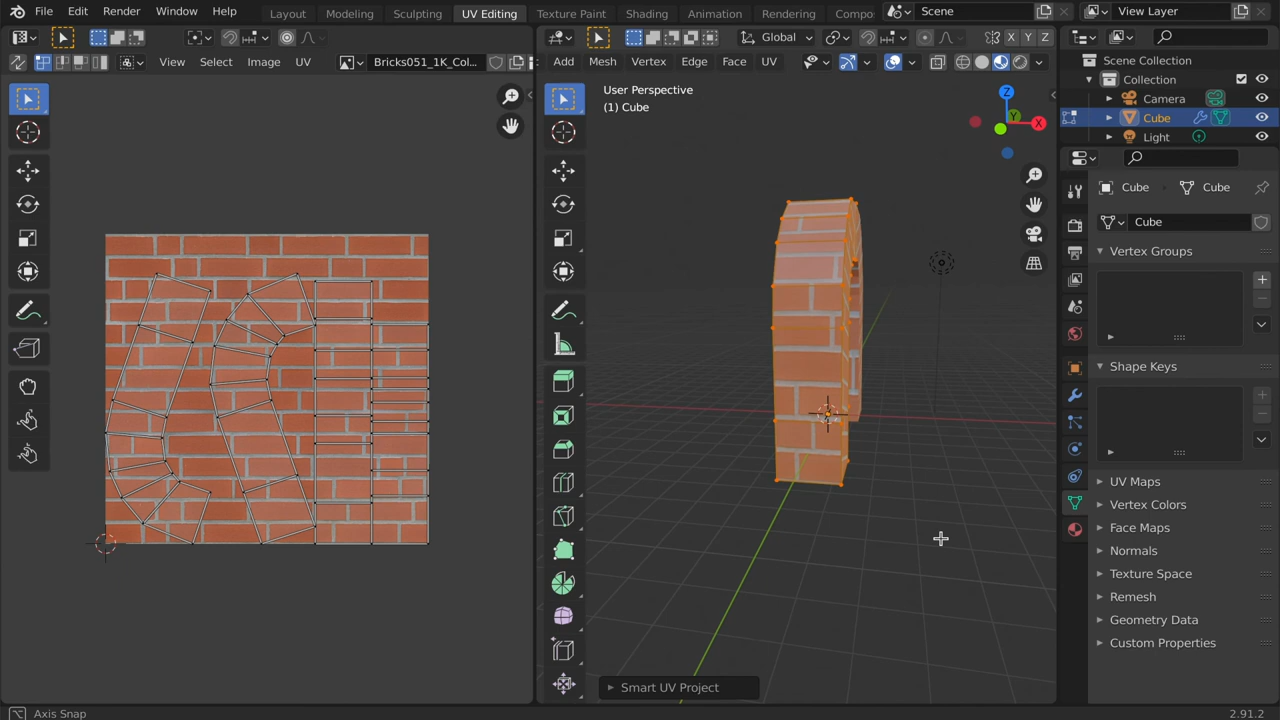 File Edit Render Window Help Layout Modeling Sculpting UV Editing Texture Paint Shading Animation Rendering Compo Scene View Layer
Global X Y Z
View Select Image UV Bricks051_1K_Col... Add Mesh Vertex Edge Face UV
Scene Collection
Collection
Camera
Cube
Light
User Perspective
(1) Cube
Z
Y
X
Cube Cube
Cube
Vertex Groups
Shape Keys
UV Maps
Vertex Colors
Face Maps
Normals
Texture Space
Remesh
Geometry Data
Custom Properties
Smart UV Project
Axis Snap 2.91.2